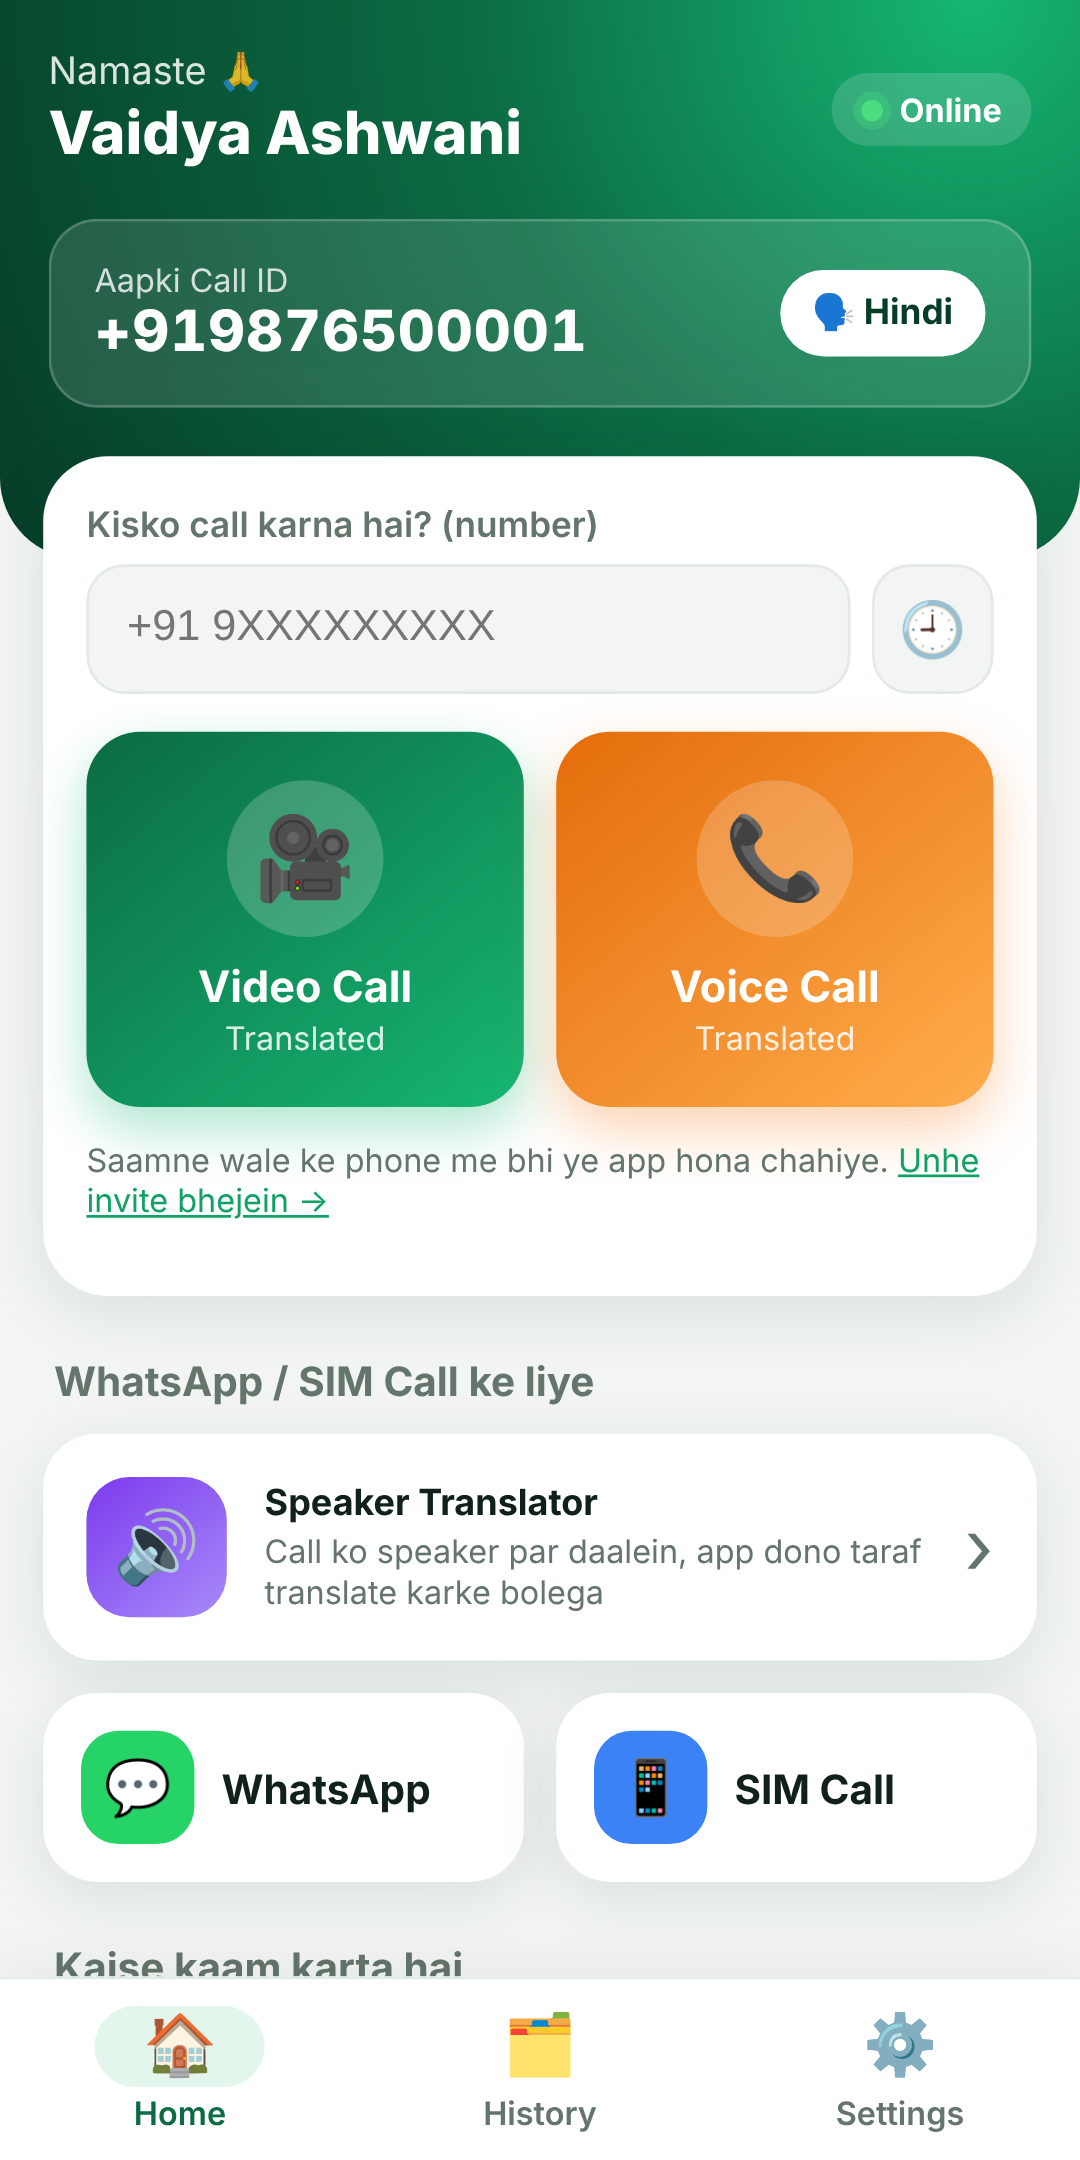 Namaste 🙏
Vaidya Ashwani
Online
Aapki Call ID
+919876500001
Hindi
Kisko call karna hai? (number)
+91 9XXXXXXXXX
Video Call
Translated
Voice Call
Translated
Saamne wale ke phone me bhi ye app hona chahiye. Unhe
invite bhejein →
WhatsApp / SIM Call ke liye
Speaker Translator
Call ko speaker par daalein, app dono taraf
translate karke bolega
WhatsApp
SIM Call
Kaise kaam karta hai
Home
History
Settings